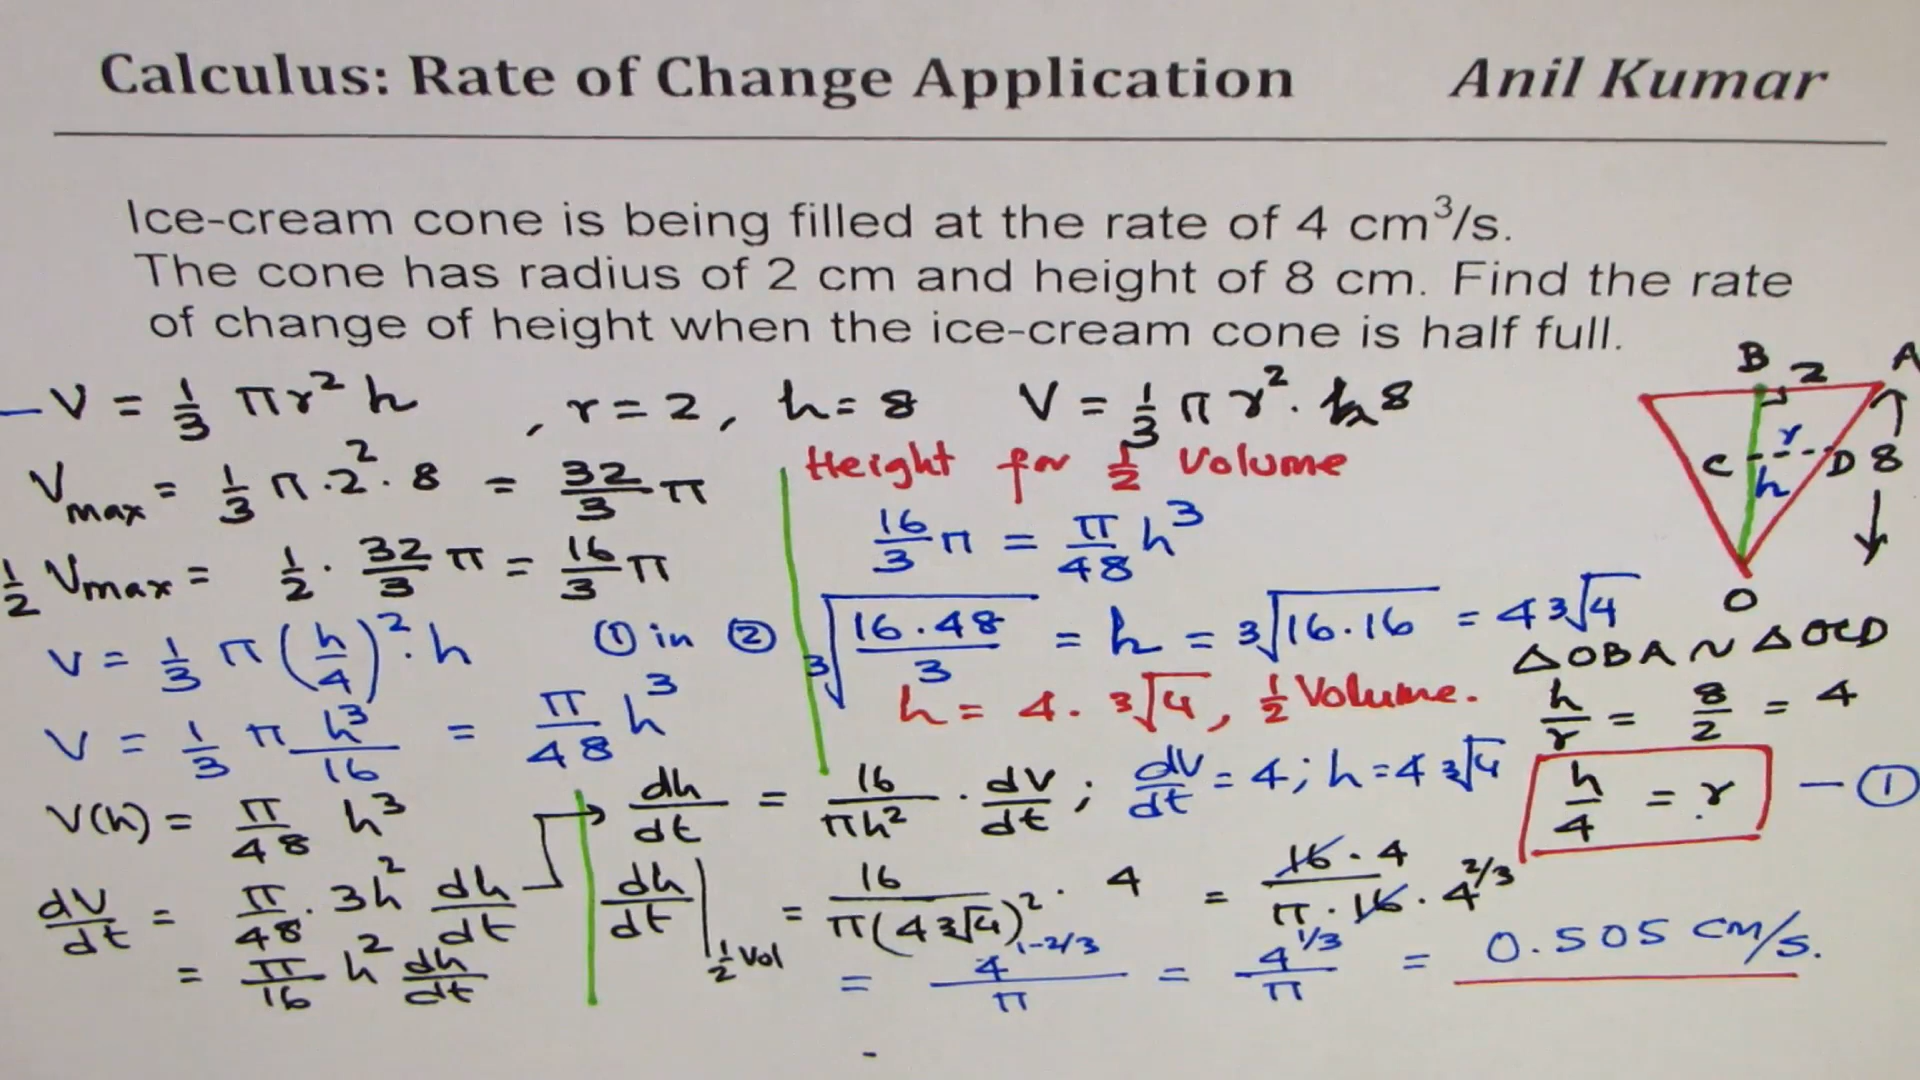 Calculus: Rate of Change Application Anil Kumar
Ice-cream cone is being filled at the rate of 4 cm³/s.
The cone has radius of 2 cm and height of 8 cm. Find the rate
of change of height when the ice-cream cone is half full.
— V = 1/3 πr² h , r = 2, h = 8 V = 1/3 π r² · 8
Vmax = 1/3 π · 2² · 8 = 32/3 π
1/2 Vmax = 1/2 · 32/3 π = 16/3 π
V = 1/3 π (h/4)² · h ① in ②
V = 1/3 π h³/16 = π/48 h³
V(h) = π/48 h³
dV/dt = π/48 · 3h² dh/dt
= π/16 h² dh/dt
Height for 1/2 Volume
16/3 π = π/48 h³
∛(16·48/3) = h = ∛(16·16) = 4∛4
h = 4 · ∛4, 1/2 Volume.
dh/dt = 16/πh² · dV/dt ; dV/dt = 4 ; h = 4∛4
dh/dt |1/2 Vol = 16/π(4∛4)² · 4 = 16·4/π·16·4^2/3
= 4^1-2/3/π = 4^1/3/π = 0.505 cm/s.
B 2 A
C r D 8
h
O
△OBA ~ △OCD
h/r = 8/2 = 4
h/4 = r — ①